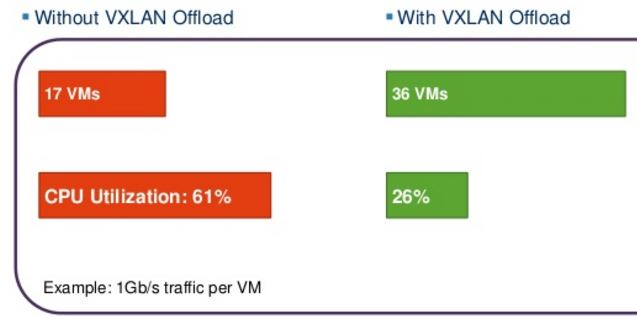 ▪ Without VXLAN Offload
▪ With VXLAN Offload
17 VMs
36 VMs
CPU Utilization: 61%
26%
Example: 1Gb/s traffic per VM